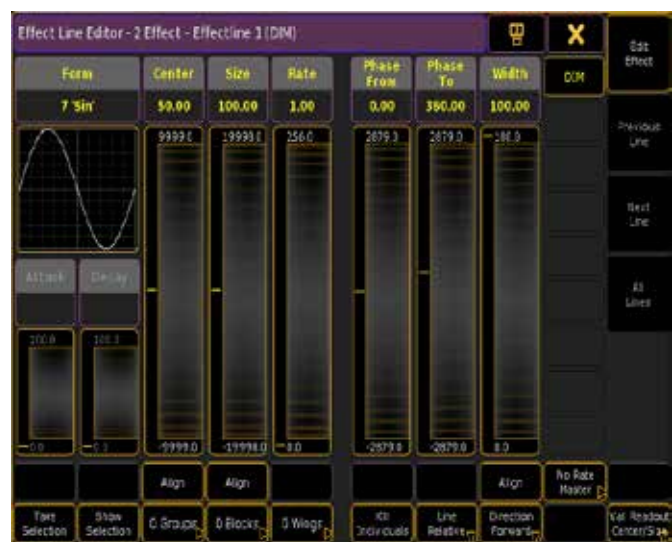 Effect Line Editor - 2 Effect - Effectline 1 (DIM)
Edit Effect
Form
Center
Size
Rate
Phase From
Phase To
Width
DIM
7 'Sin'
50.00
100.00
1.00
0.00
360.00
100.00
Previous Line
9999.0
19998.0
256.0
2879.0
2879.0
100.0
Next Line
Attack
Decay
All Lines
100.0
100.0
0.0
0.0
-9999.0
-19998.0
0.0
-2879.0
-2879.0
0.0
Align
Align
Align
No Rate Master
Take Selection
Show Selection
0 Groups
0 Blocks
0 Wings
Kill Individuals
Line Relative
Direction Forward
Val Readout Center/Size